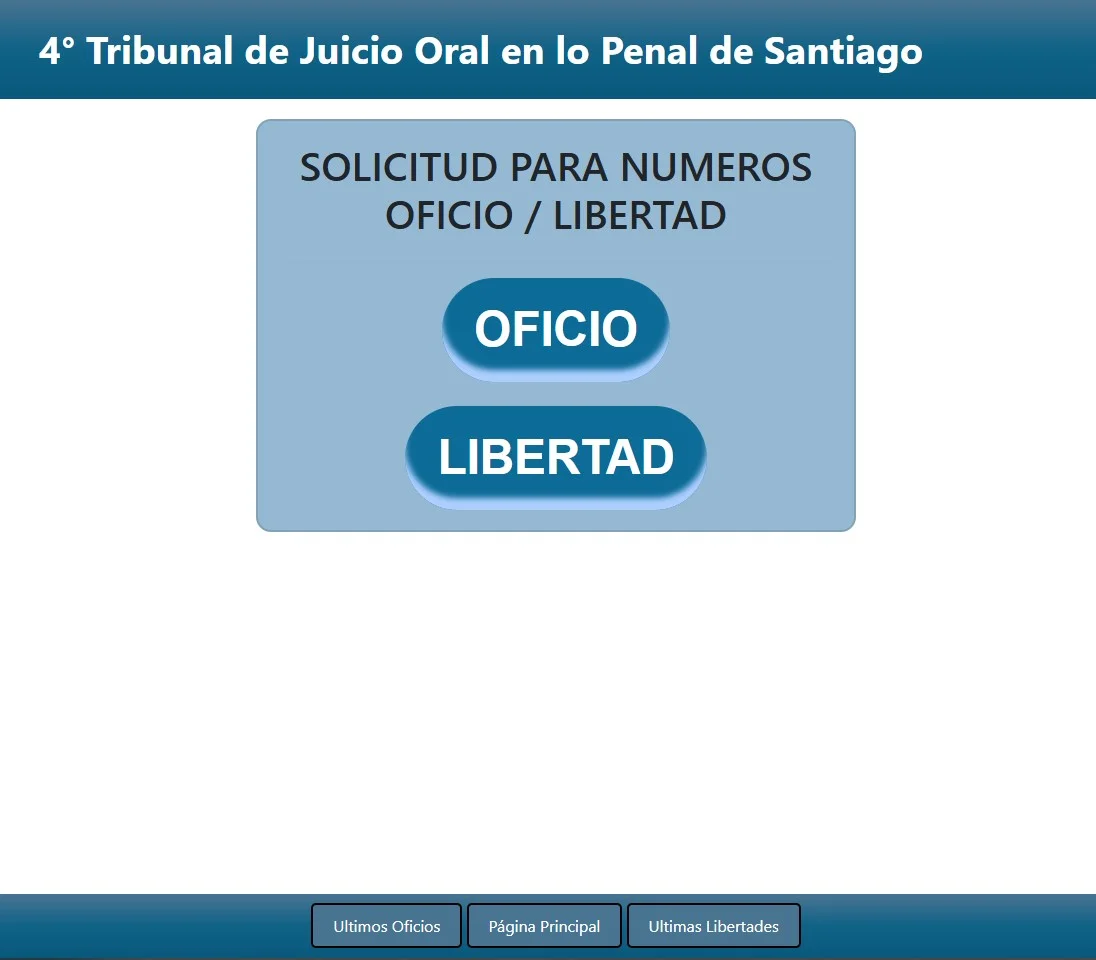 4° Tribunal de Juicio Oral en lo Penal de Santiago
SOLICITUD PARA NUMEROS
OFICIO / LIBERTAD
OFICIO
LIBERTAD
Ultimos Oficios
Página Principal
Ultimas Libertades